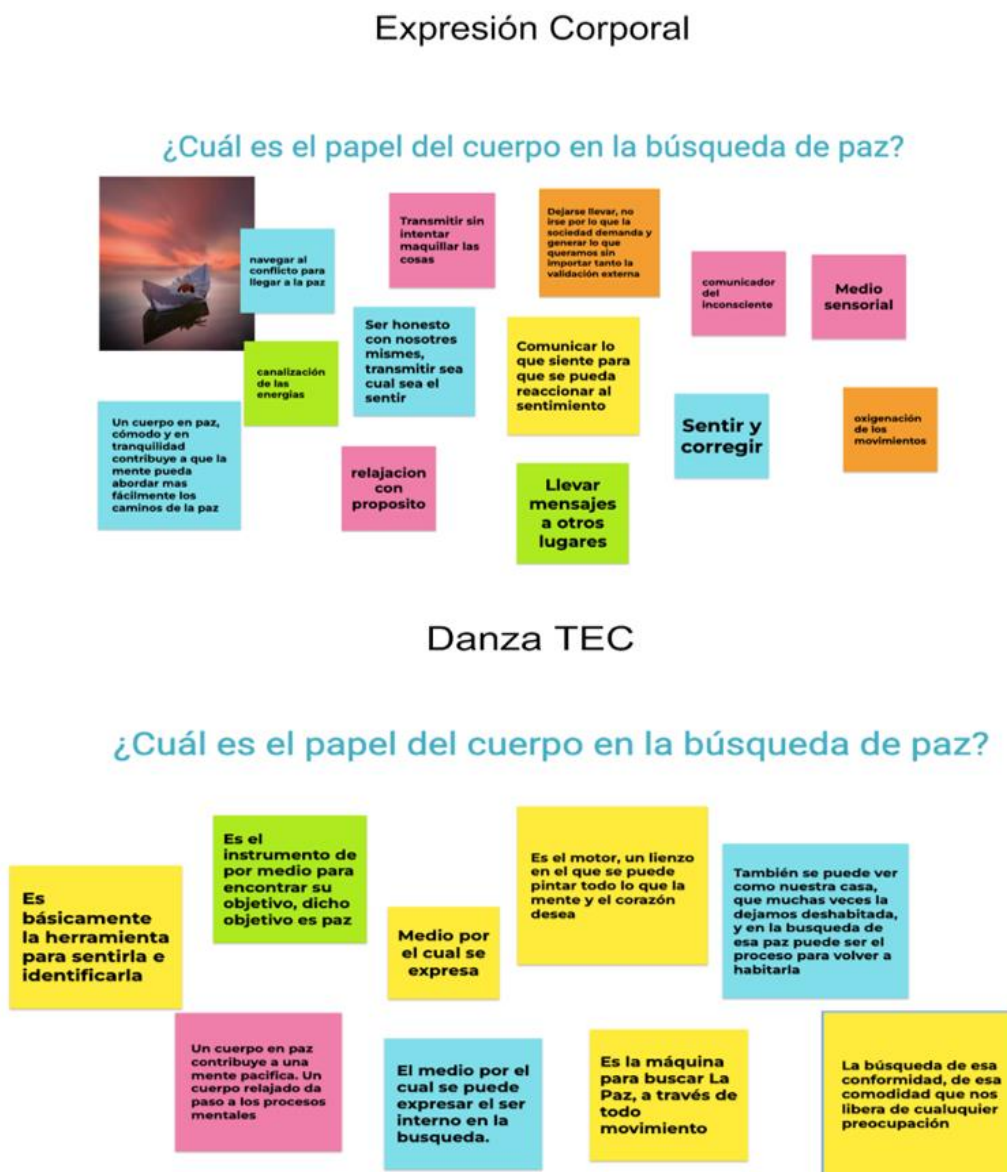 Expresión Corporal
¿Cuál es el papel del cuerpo en la búsqueda de paz?
navegar al
conflicto para
llegar a la paz
Transmitir sin
intentar
maquillar las
cosas
Dejarse llevar, no
irse por lo que la
sociedad demanda y
generar lo que
queramos sin
importar tanto la
validación externa
comunicador
del
inconsciente
Medio
sensorial
canalización
de las
energias
Ser honesto
con nosotres
mismes,
transmitir sea
cual sea el
sentir
Comunicar lo
que siente para
que se pueda
reaccionar al
sentimiento
Sentir y
corregir
oxigenación
de los
movimientos
Un cuerpo en paz,
cómodo y en
tranquilidad
contribuye a que la
mente pueda
abordar mas
fácilmente los
caminos de la paz
relajacion
con
proposito
Llevar
mensajes
a otros
lugares
Danza TEC
¿Cuál es el papel del cuerpo en la búsqueda de paz?
Es
básicamente
la herramienta
para sentirla e
identificarla
Es el
instrumento de
por medio para
encontrar su
objetivo, dicho
objetivo es paz
Medio por
el cual se
expresa
Es el motor, un lienzo
en el que se puede
pintar todo lo que la
mente y el corazón
desea
También se puede ver
como nuestra casa,
que muchas veces la
dejamos deshabitada,
y en la busqueda de
esa paz puede ser el
proceso para volver a
habitarla
Un cuerpo en paz
contribuye a una
mente pacifica. Un
cuerpo relajado da
paso a los procesos
mentales
El medio por el
cual se puede
expresar el ser
interno en la
busqueda.
Es la máquina
para buscar La
Paz, a través de
todo
movimiento
La búsqueda de esa
conformidad, de esa
comodidad que nos
libera de cualuquier
preocupación